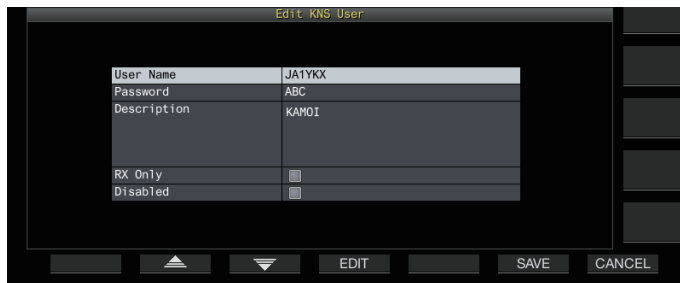 Edit KNS User
User Name JA1YKX
Password ABC
Description KAMOI
RX Only
Disabled
EDIT SAVE CANCEL